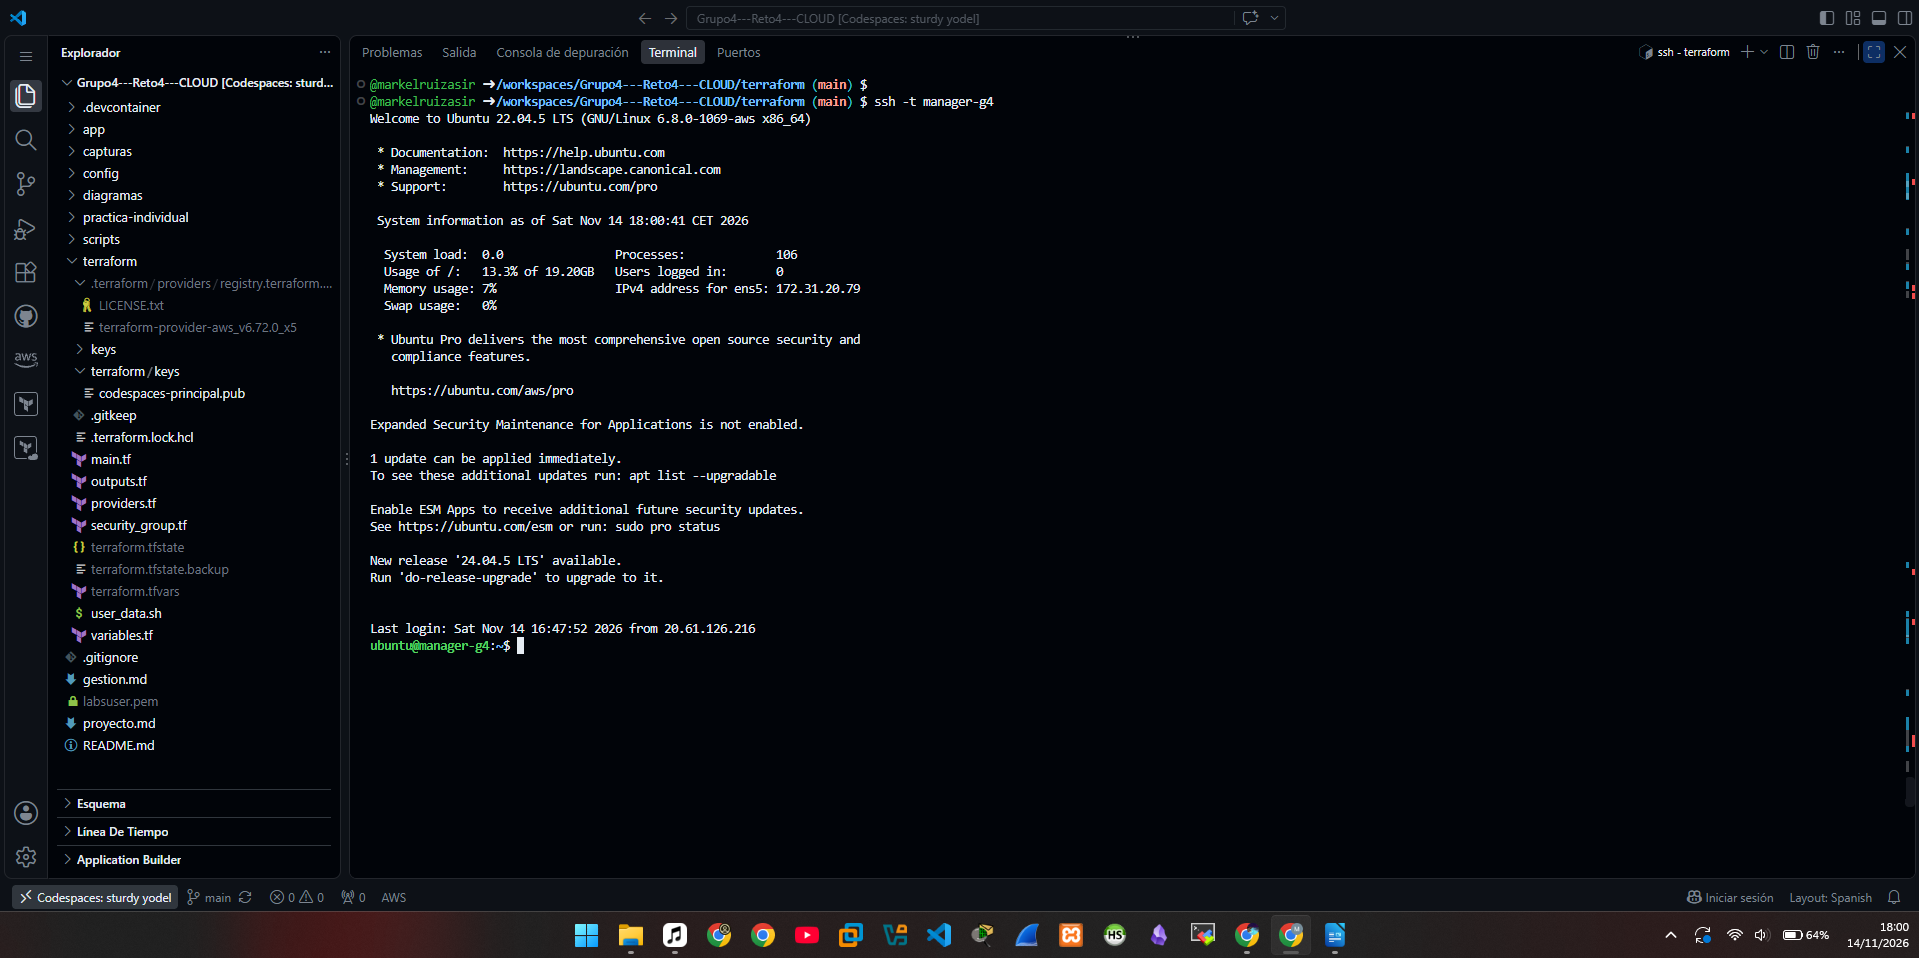 Grupo4---Reto4---CLOUD [Codespaces: sturdy yodel]
Explorador
Problemas Salida Consola de depuración Terminal Puertos
ssh - terraform
Grupo4---Reto4---CLOUD [Codespaces: sturd...
.devcontainer
app
capturas
config
diagramas
practica-individual
scripts
terraform
.terraform / providers / registry.terraform....
LICENSE.txt
terraform-provider-aws_v6.72.0_x5
keys
terraform / keys
codespaces-principal.pub
.gitkeep
.terraform.lock.hcl
main.tf
outputs.tf
providers.tf
security_group.tf
terraform.tfstate
terraform.tfstate.backup
terraform.tfvars
user_data.sh
variables.tf
.gitignore
gestion.md
labsuser.pem
proyecto.md
README.md
Esquema
Línea De Tiempo
Application Builder
aws
@markelruizasir ➜/workspaces/Grupo4---Reto4---CLOUD/terraform (main) $
@markelruizasir ➜/workspaces/Grupo4---Reto4---CLOUD/terraform (main) $ ssh -t manager-g4
Welcome to Ubuntu 22.04.5 LTS (GNU/Linux 6.8.0-1069-aws x86_64)
* Documentation: https://help.ubuntu.com
* Management: https://landscape.canonical.com
* Support: https://ubuntu.com/pro
System information as of Sat Nov 14 18:00:41 CET 2026
System load: 0.0 Processes: 106
Usage of /: 13.3% of 19.20GB Users logged in: 0
Memory usage: 7% IPv4 address for ens5: 172.31.20.79
Swap usage: 0%
* Ubuntu Pro delivers the most comprehensive open source security and
compliance features.
https://ubuntu.com/aws/pro
Expanded Security Maintenance for Applications is not enabled.
1 update can be applied immediately.
To see these additional updates run: apt list --upgradable
Enable ESM Apps to receive additional future security updates.
See https://ubuntu.com/esm or run: sudo pro status
New release '24.04.5 LTS' available.
Run 'do-release-upgrade' to upgrade to it.
Last login: Sat Nov 14 16:47:52 2026 from 20.61.126.216
ubuntu@manager-g4:~$
Codespaces: sturdy yodel main 0 0 0 AWS
Iniciar sesión Layout: Spanish
HS
64%
18:00
14/11/2026